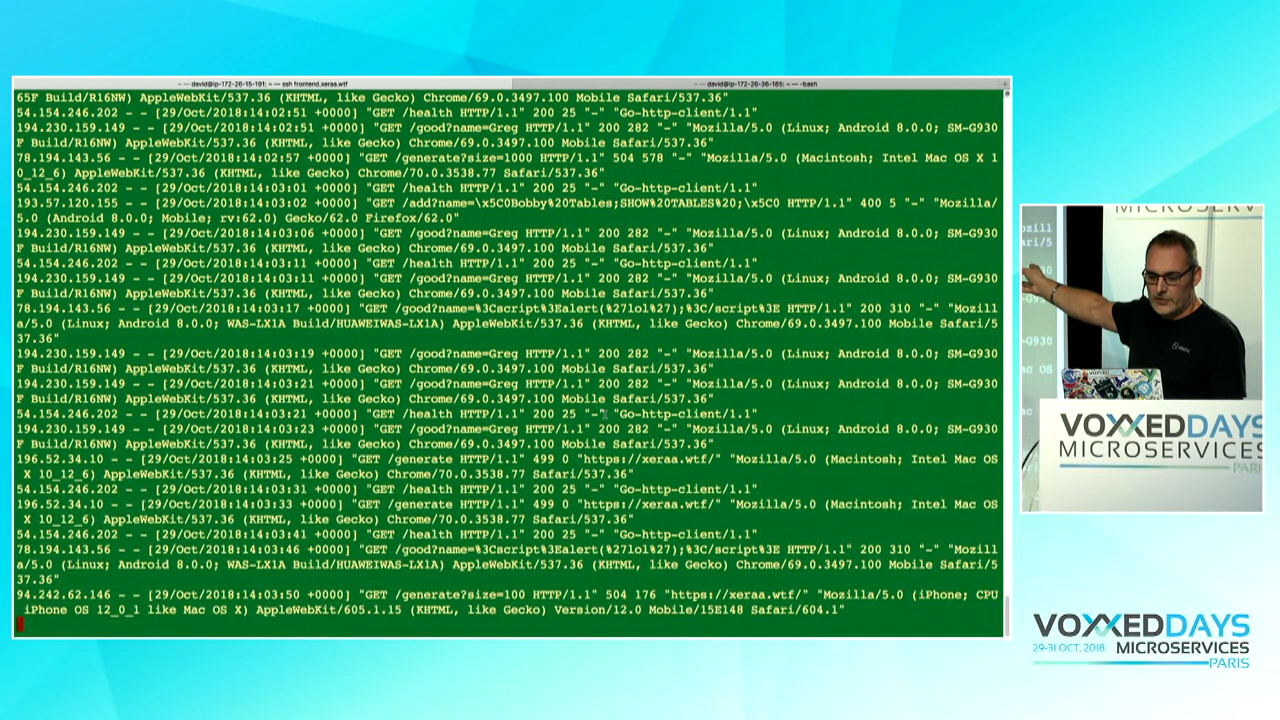 ~ — david@ip-172-26-15-191: ~ — ssh frontend.xeraa.wtf
~ — david@ip-172-26-36-165: ~ — -bash
65F Build/R16NW) AppleWebKit/537.36 (KHTML, like Gecko) Chrome/69.0.3497.100 Mobile Safari/537.36"
54.154.246.202 - - [29/Oct/2018:14:02:51 +0000] "GET /health HTTP/1.1" 200 25 "-" "Go-http-client/1.1"
194.230.159.149 - - [29/Oct/2018:14:02:51 +0000] "GET /good?name=Greg HTTP/1.1" 200 282 "-" "Mozilla/5.0 (Linux; Android 8.0.0; SM-G930
F Build/R16NW) AppleWebKit/537.36 (KHTML, like Gecko) Chrome/69.0.3497.100 Mobile Safari/537.36"
78.194.143.56 - - [29/Oct/2018:14:02:57 +0000] "GET /generate?size=1000 HTTP/1.1" 504 578 "-" "Mozilla/5.0 (Macintosh; Intel Mac OS X 1
0_12_6) AppleWebKit/537.36 (KHTML, like Gecko) Chrome/70.0.3538.77 Safari/537.36"
54.154.246.202 - - [29/Oct/2018:14:03:01 +0000] "GET /health HTTP/1.1" 200 25 "-" "Go-http-client/1.1"
193.57.120.155 - - [29/Oct/2018:14:03:02 +0000] "GET /add?name=\x5C0Bobby%20Tables;SHOW%20TABLES%20;\x5C0 HTTP/1.1" 400 5 "-" "Mozilla/
5.0 (Android 8.0.0; Mobile; rv:62.0) Gecko/62.0 Firefox/62.0"
194.230.159.149 - - [29/Oct/2018:14:03:06 +0000] "GET /good?name=Greg HTTP/1.1" 200 282 "-" "Mozilla/5.0 (Linux; Android 8.0.0; SM-G930
F Build/R16NW) AppleWebKit/537.36 (KHTML, like Gecko) Chrome/69.0.3497.100 Mobile Safari/537.36"
54.154.246.202 - - [29/Oct/2018:14:03:11 +0000] "GET /health HTTP/1.1" 200 25 "-" "Go-http-client/1.1"
194.230.159.149 - - [29/Oct/2018:14:03:11 +0000] "GET /good?name=Greg HTTP/1.1" 200 282 "-" "Mozilla/5.0 (Linux; Android 8.0.0; SM-G930
F Build/R16NW) AppleWebKit/537.36 (KHTML, like Gecko) Chrome/69.0.3497.100 Mobile Safari/537.36"
78.194.143.56 - - [29/Oct/2018:14:03:17 +0000] "GET /good?name=%3Cscript%3Ealert(%27lol%27);%3C/script%3E HTTP/1.1" 200 310 "-" "Mozill
a/5.0 (Linux; Android 8.0.0; WAS-LX1A Build/HUAWEIWAS-LX1A) AppleWebKit/537.36 (KHTML, like Gecko) Chrome/69.0.3497.100 Mobile Safari/5
37.36"
194.230.159.149 - - [29/Oct/2018:14:03:19 +0000] "GET /good?name=Greg HTTP/1.1" 200 282 "-" "Mozilla/5.0 (Linux; Android 8.0.0; SM-G930
F Build/R16NW) AppleWebKit/537.36 (KHTML, like Gecko) Chrome/69.0.3497.100 Mobile Safari/537.36"
194.230.159.149 - - [29/Oct/2018:14:03:21 +0000] "GET /good?name=Greg HTTP/1.1" 200 282 "-" "Mozilla/5.0 (Linux; Android 8.0.0; SM-G930
F Build/R16NW) AppleWebKit/537.36 (KHTML, like Gecko) Chrome/69.0.3497.100 Mobile Safari/537.36"
54.154.246.202 - - [29/Oct/2018:14:03:21 +0000] "GET /health HTTP/1.1" 200 25 "-" "Go-http-client/1.1"
194.230.159.149 - - [29/Oct/2018:14:03:23 +0000] "GET /good?name=Greg HTTP/1.1" 200 282 "-" "Mozilla/5.0 (Linux; Android 8.0.0; SM-G930
F Build/R16NW) AppleWebKit/537.36 (KHTML, like Gecko) Chrome/69.0.3497.100 Mobile Safari/537.36"
196.52.34.10 - - [29/Oct/2018:14:03:25 +0000] "GET /generate HTTP/1.1" 499 0 "https://xeraa.wtf/" "Mozilla/5.0 (Macintosh; Intel Mac OS
X 10_12_6) AppleWebKit/537.36 (KHTML, like Gecko) Chrome/70.0.3538.77 Safari/537.36"
54.154.246.202 - - [29/Oct/2018:14:03:31 +0000] "GET /health HTTP/1.1" 200 25 "-" "Go-http-client/1.1"
196.52.34.10 - - [29/Oct/2018:14:03:33 +0000] "GET /generate HTTP/1.1" 499 0 "https://xeraa.wtf/" "Mozilla/5.0 (Macintosh; Intel Mac OS
X 10_12_6) AppleWebKit/537.36 (KHTML, like Gecko) Chrome/70.0.3538.77 Safari/537.36"
54.154.246.202 - - [29/Oct/2018:14:03:41 +0000] "GET /health HTTP/1.1" 200 25 "-" "Go-http-client/1.1"
78.194.143.56 - - [29/Oct/2018:14:03:46 +0000] "GET /good?name=%3Cscript%3Ealert(%27lol%27);%3C/script%3E HTTP/1.1" 200 310 "-" "Mozill
a/5.0 (Linux; Android 8.0.0; WAS-LX1A Build/HUAWEIWAS-LX1A) AppleWebKit/537.36 (KHTML, like Gecko) Chrome/69.0.3497.100 Mobile Safari/5
37.36"
94.242.62.146 - - [29/Oct/2018:14:03:50 +0000] "GET /generate?size=100 HTTP/1.1" 504 176 "https://xeraa.wtf/" "Mozilla/5.0 (iPhone; CPU
iPhone OS 12_0_1 like Mac OS X) AppleWebKit/605.1.15 (KHTML, like Gecko) Version/12.0 Mobile/15E148 Safari/604.1"
MICROSERV
VOXXEDDAYS
MICROSERVICES
PARIS
VOXXEDDAYS
29-31 OCT, 2018 MICROSERVICES
PARIS